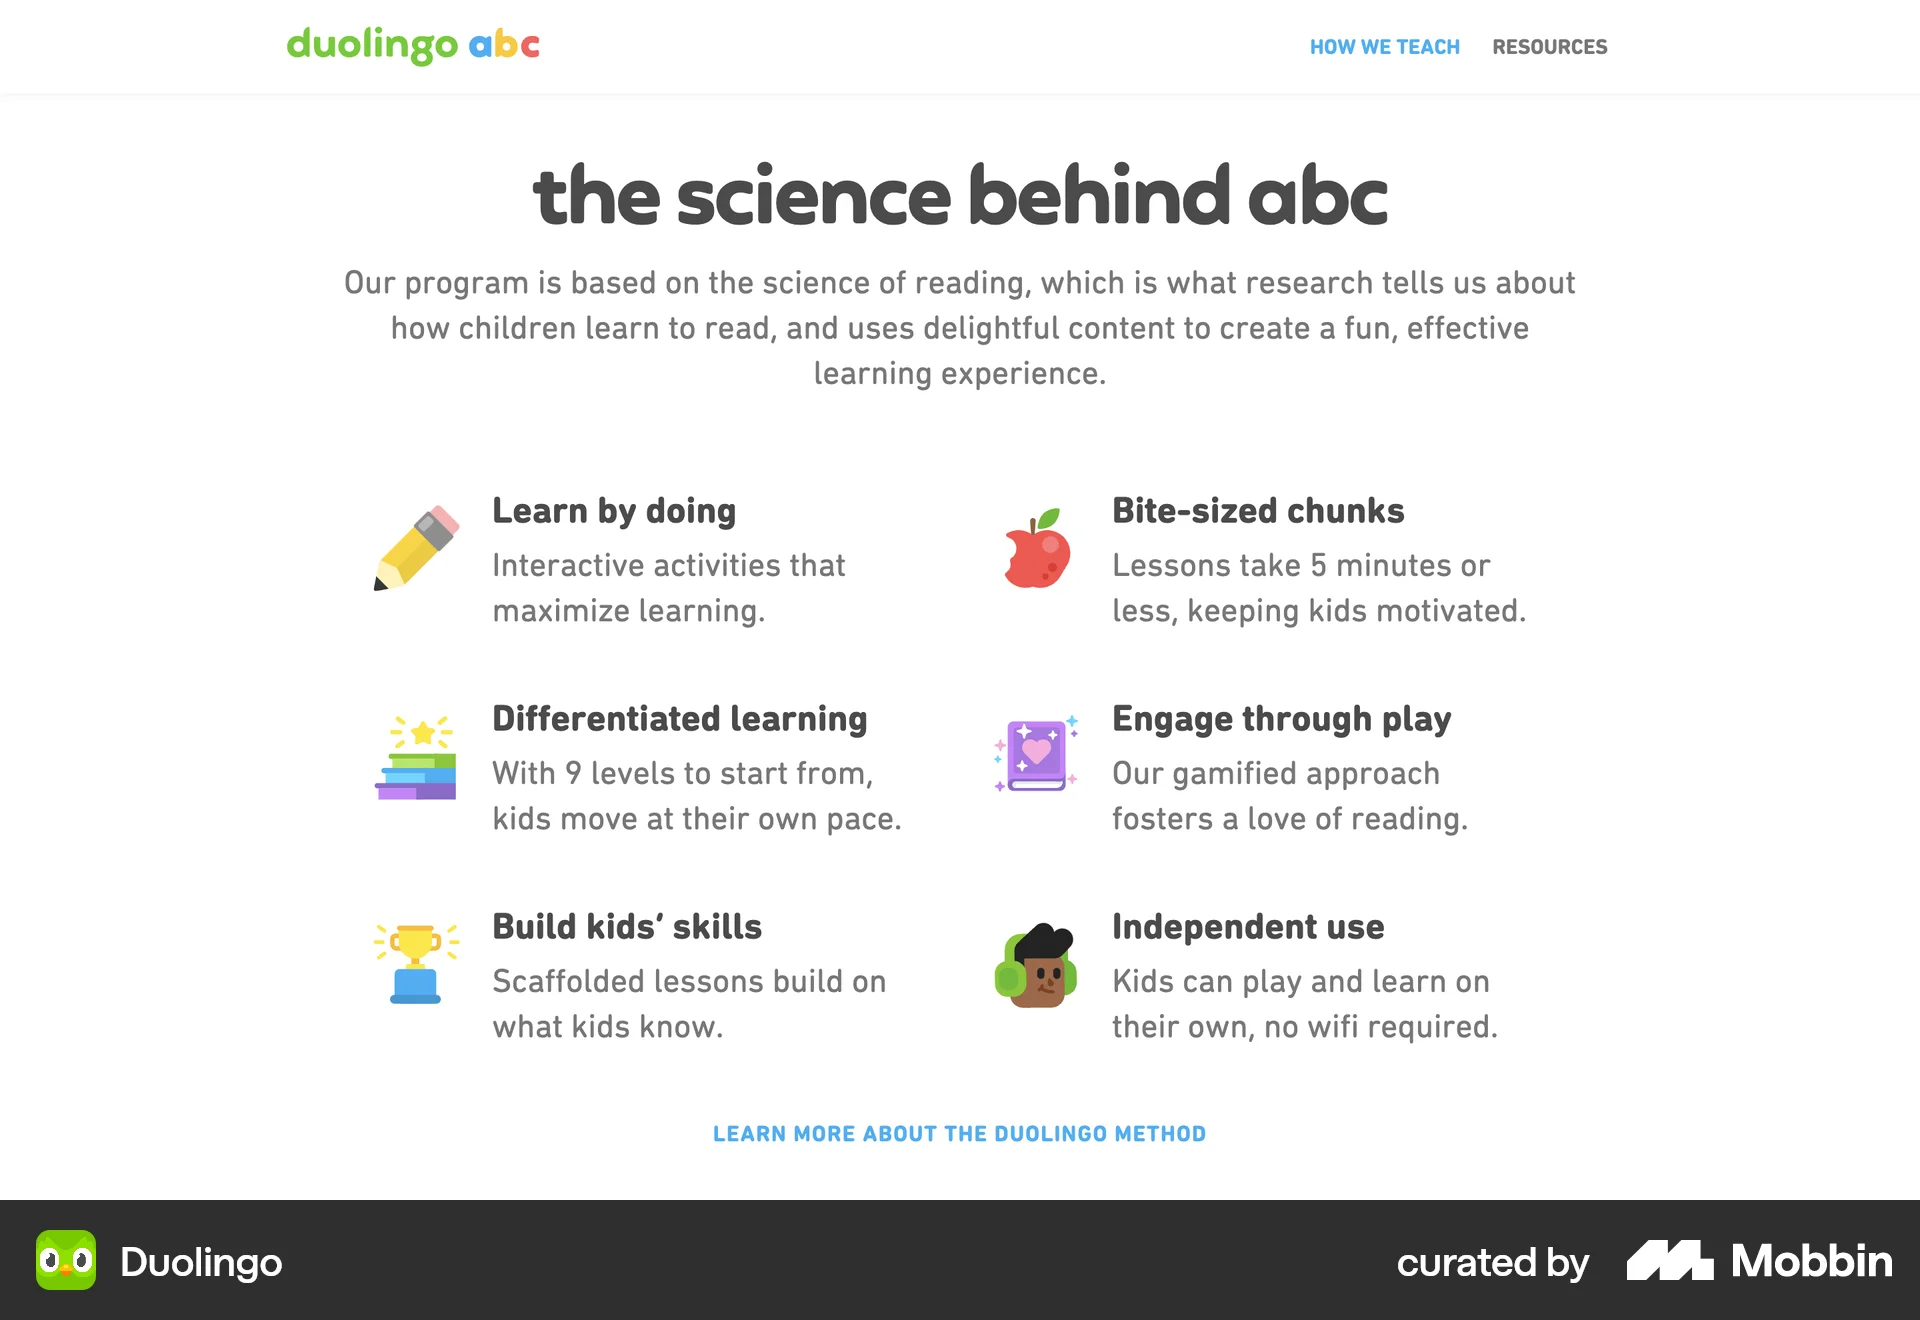 duolingo abc
HOW WE TEACH
RESOURCES
the science behind abc
Our program is based on the science of reading, which is what research tells us about
how children learn to read, and uses delightful content to create a fun, effective
learning experience.
Learn by doing
Interactive activities that
maximize learning.
Bite-sized chunks
Lessons take 5 minutes or
less, keeping kids motivated.
Differentiated learning
With 9 levels to start from,
kids move at their own pace.
Engage through play
Our gamified approach
fosters a love of reading.
Build kids’ skills
Scaffolded lessons build on
what kids know.
Independent use
Kids can play and learn on
their own, no wifi required.
LEARN MORE ABOUT THE DUOLINGO METHOD
Duolingo
curated by
Mobbin